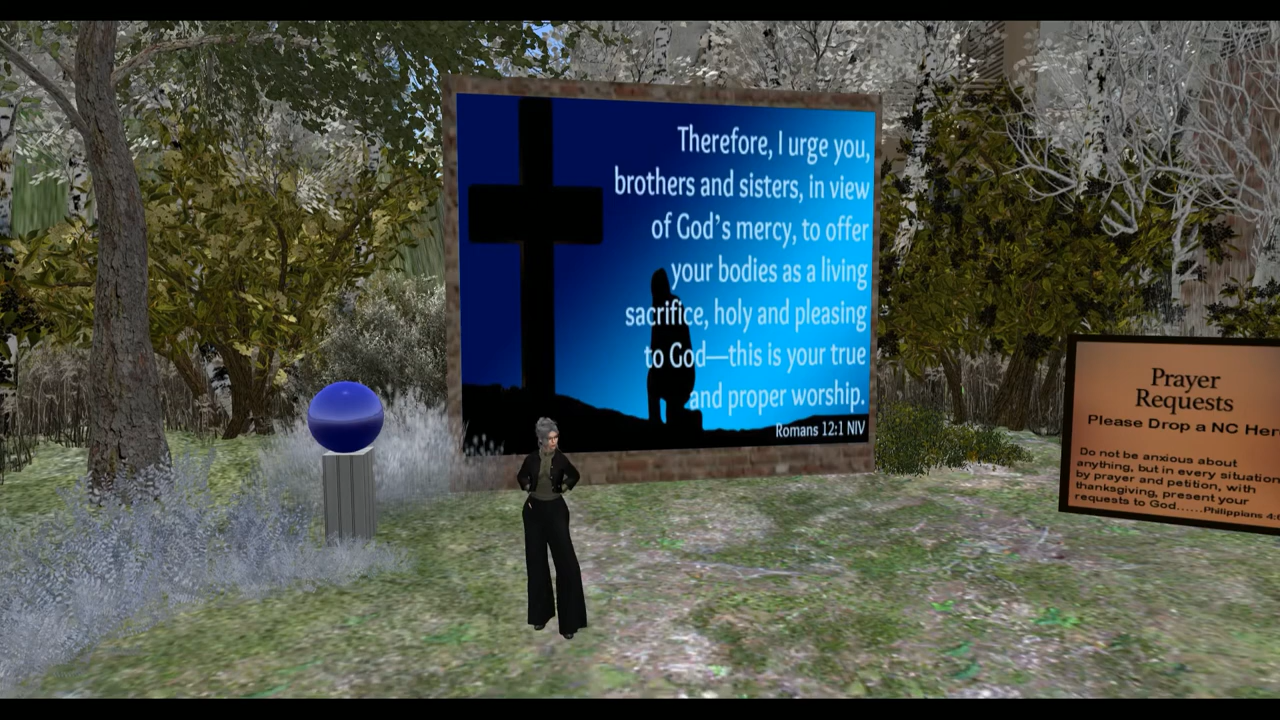 Therefore, I urge you,
brothers and sisters, in view
of God's mercy, to offer
your bodies as a living
sacrifice, holy and pleasing
to God—this is your true
and proper worship.
Romans 12:1 NIV
Prayer
Requests
Please Drop a NC Her
Do not be anxious about
anything, but in every situation
by prayer and petition, with
thanksgiving, present your
requests to God......Philippians 4: